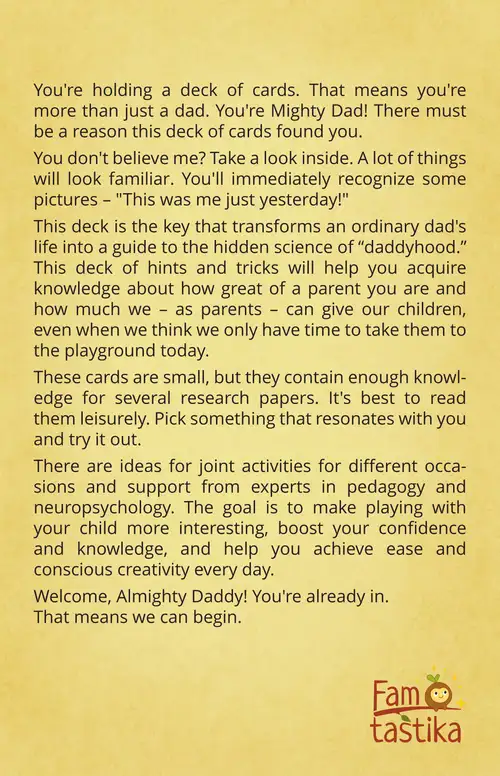 You're holding a deck of cards. That means you're
more than just a dad. You're Mighty Dad! There must
be a reason this deck of cards found you.
You don't believe me? Take a look inside. A lot of things
will look familiar. You'll immediately recognize some
pictures – "This was me just yesterday!"
This deck is the key that transforms an ordinary dad's
life into a guide to the hidden science of “daddyhood.”
This deck of hints and tricks will help you acquire
knowledge about how great of a parent you are and
how much we – as parents – can give our children,
even when we think we only have time to take them to
the playground today.
These cards are small, but they contain enough knowl-
edge for several research papers. It's best to read
them leisurely. Pick something that resonates with you
and try it out.
There are ideas for joint activities for different occa-
sions and support from experts in pedagogy and
neuropsychology. The goal is to make playing with
your child more interesting, boost your confidence
and knowledge, and help you achieve ease and
conscious creativity every day.
Welcome, Almighty Daddy! You're already in.
That means we can begin.
Fam
tastika